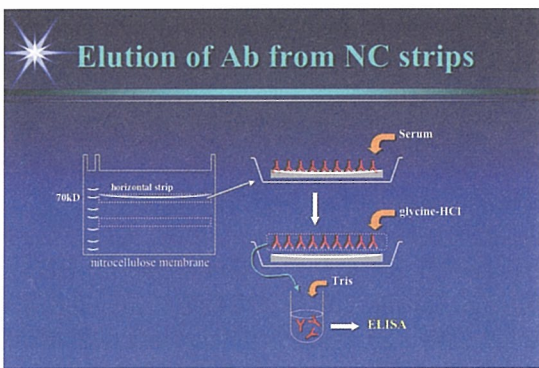 Elution of Ab from NC strips
Serum
horizontal strip
70kD
glycine-HCl
nitrocellulose membrane
Tris
ELISA